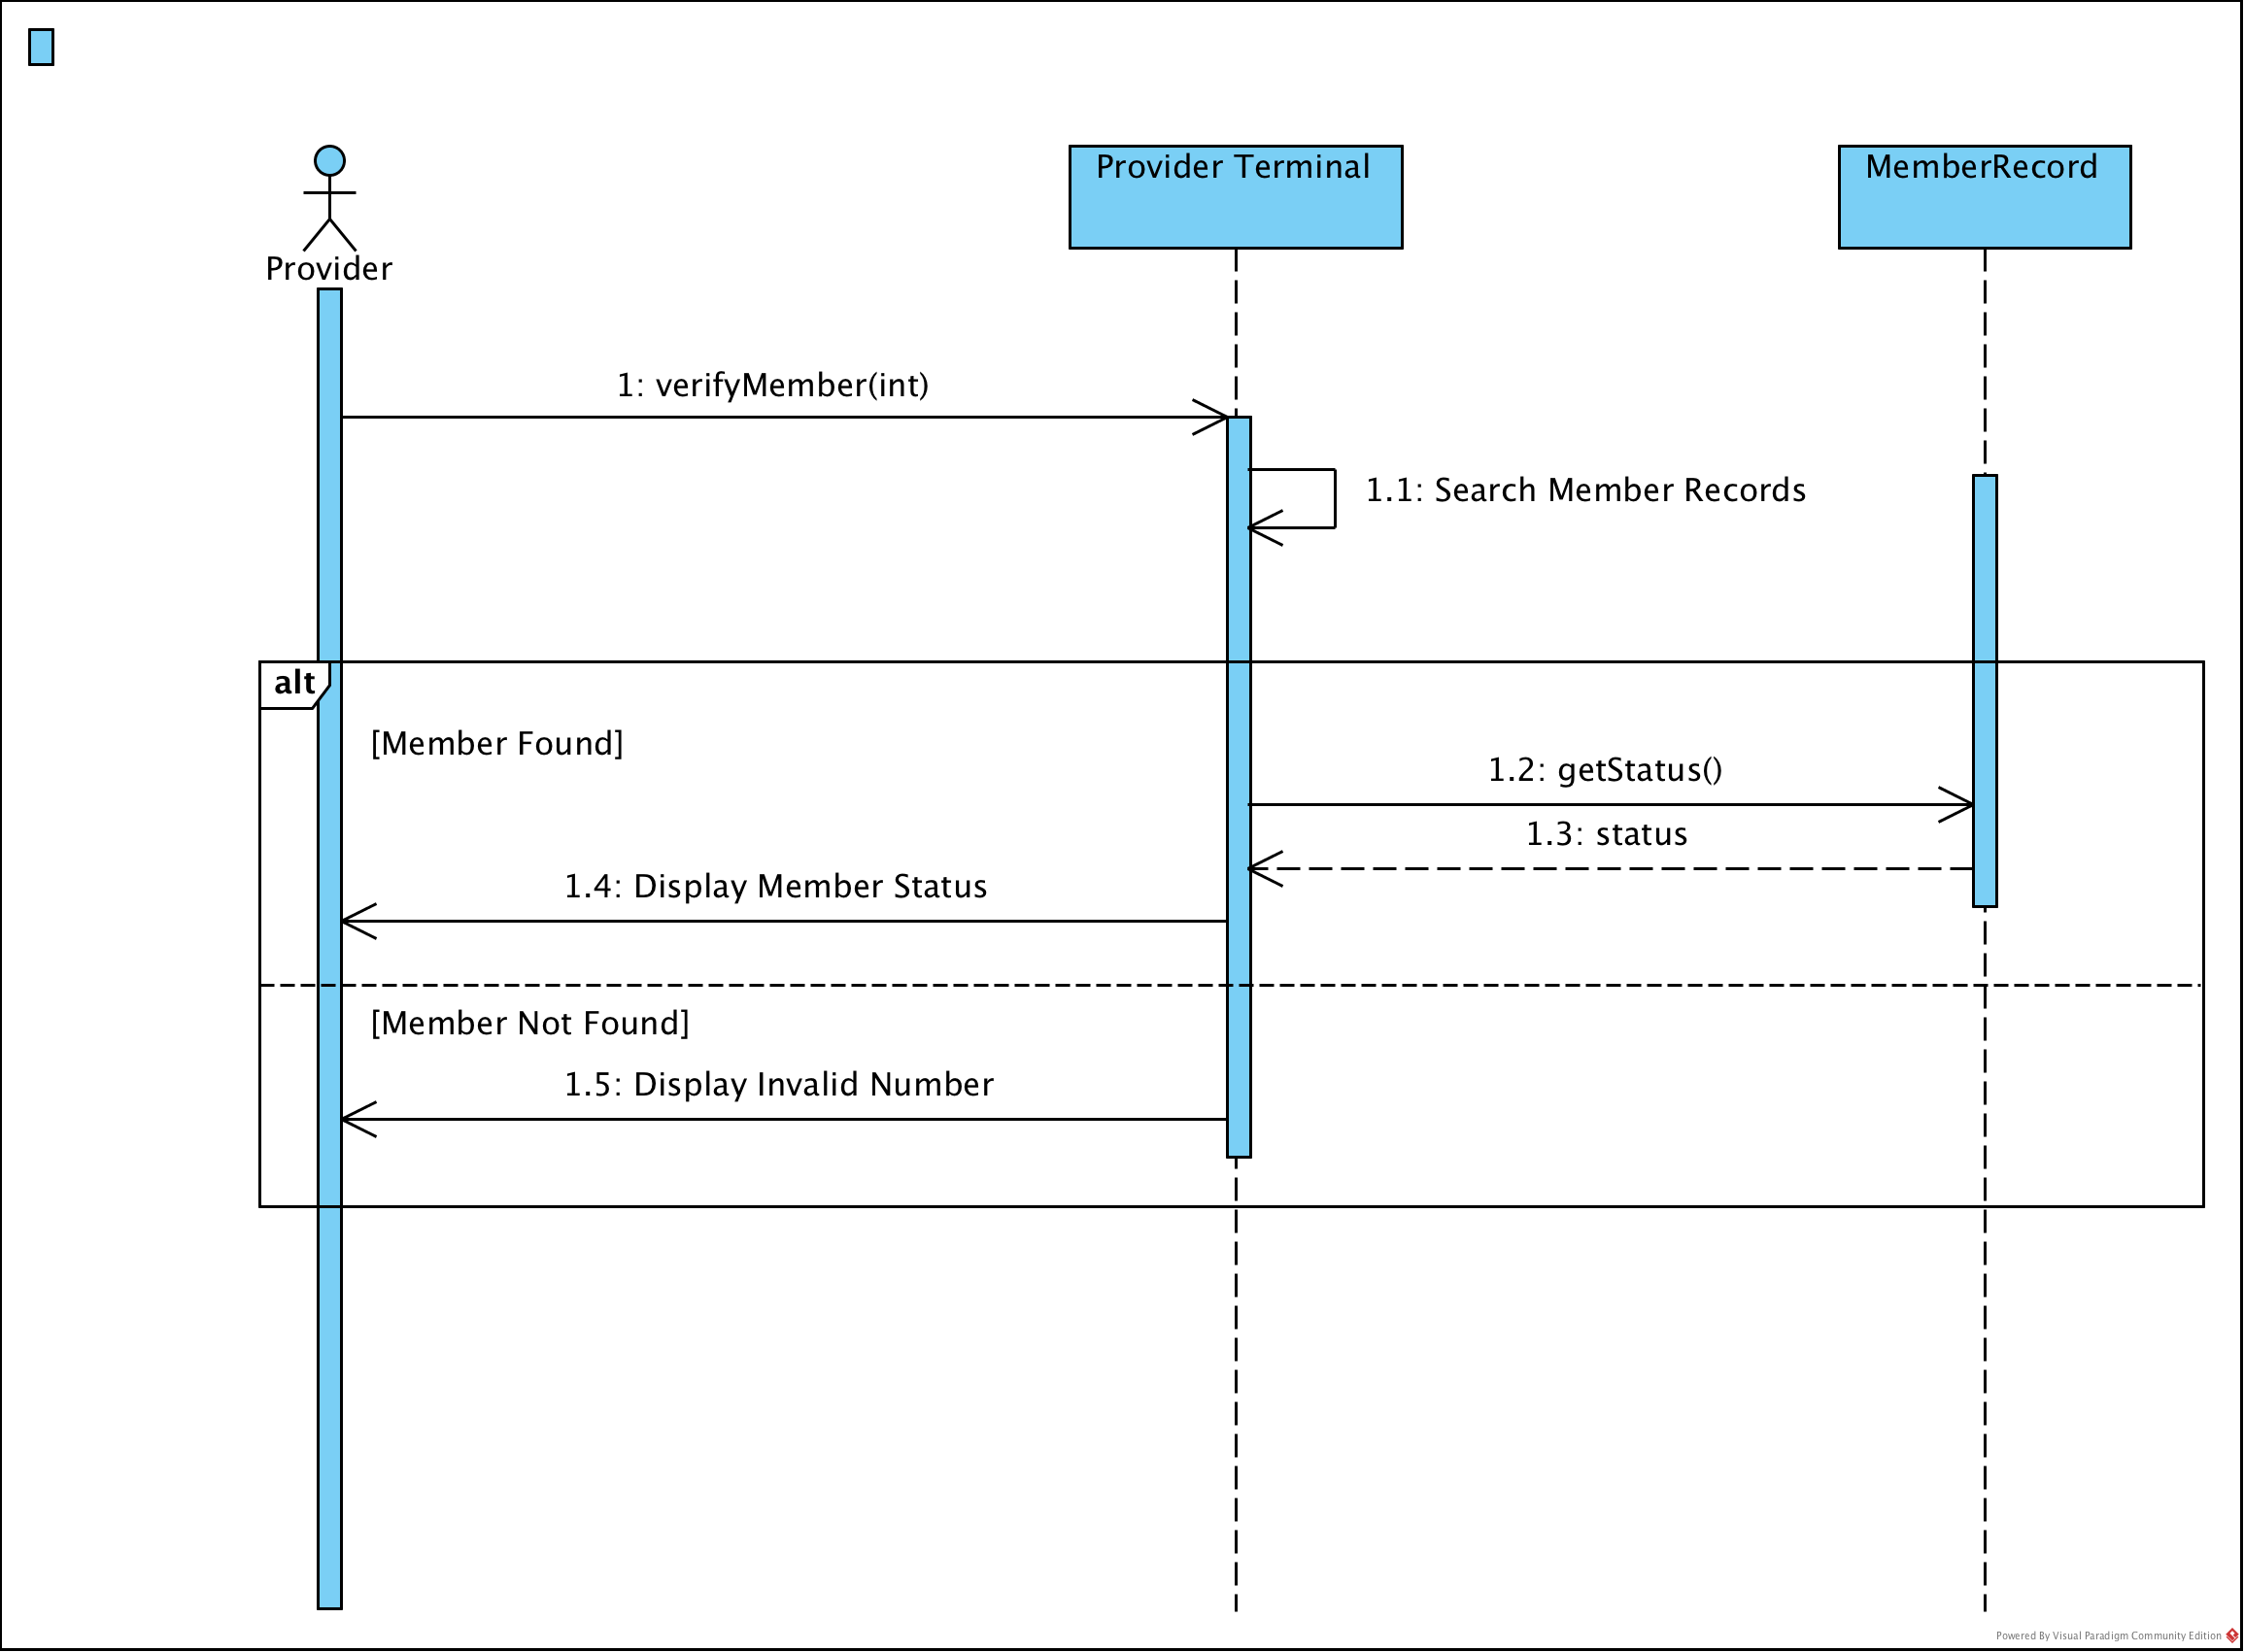 Provider Terminal
MemberRecord
Provider
1: verifyMember(int)
1.1: Search Member Records
alt
[Member Found]
1.2: getStatus()
1.3: status
1.4: Display Member Status
[Member Not Found]
1.5: Display Invalid Number
Powered By Visual Paradigm Community Edition